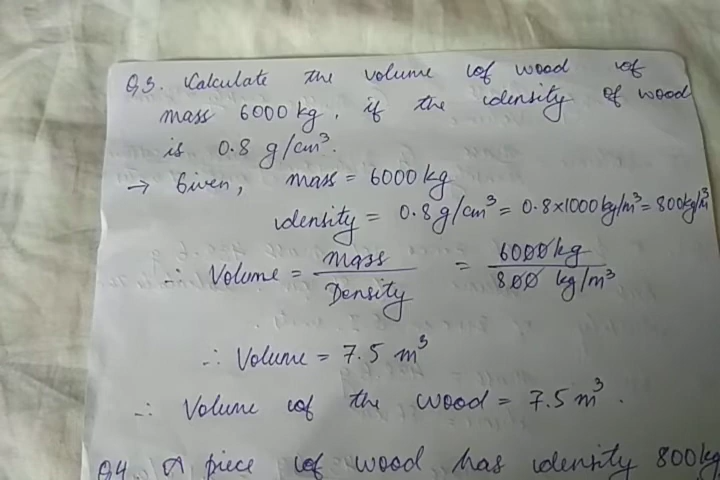 Q3. Calculate the volume of wood of
mass 6000 kg, if the density of wood
is 0.8 g/cm³.
→ Given, mass = 6000 kg
density = 0.8 g/cm³ = 0.8×1000 kg/m³ = 800 kg/m³
∴ Volume = Mass / Density = 6000 kg / 800 kg/m³
∴ Volume = 7.5 m³
∴ Volume of the wood = 7.5 m³.
Q4. A piece of wood has density 800 kg